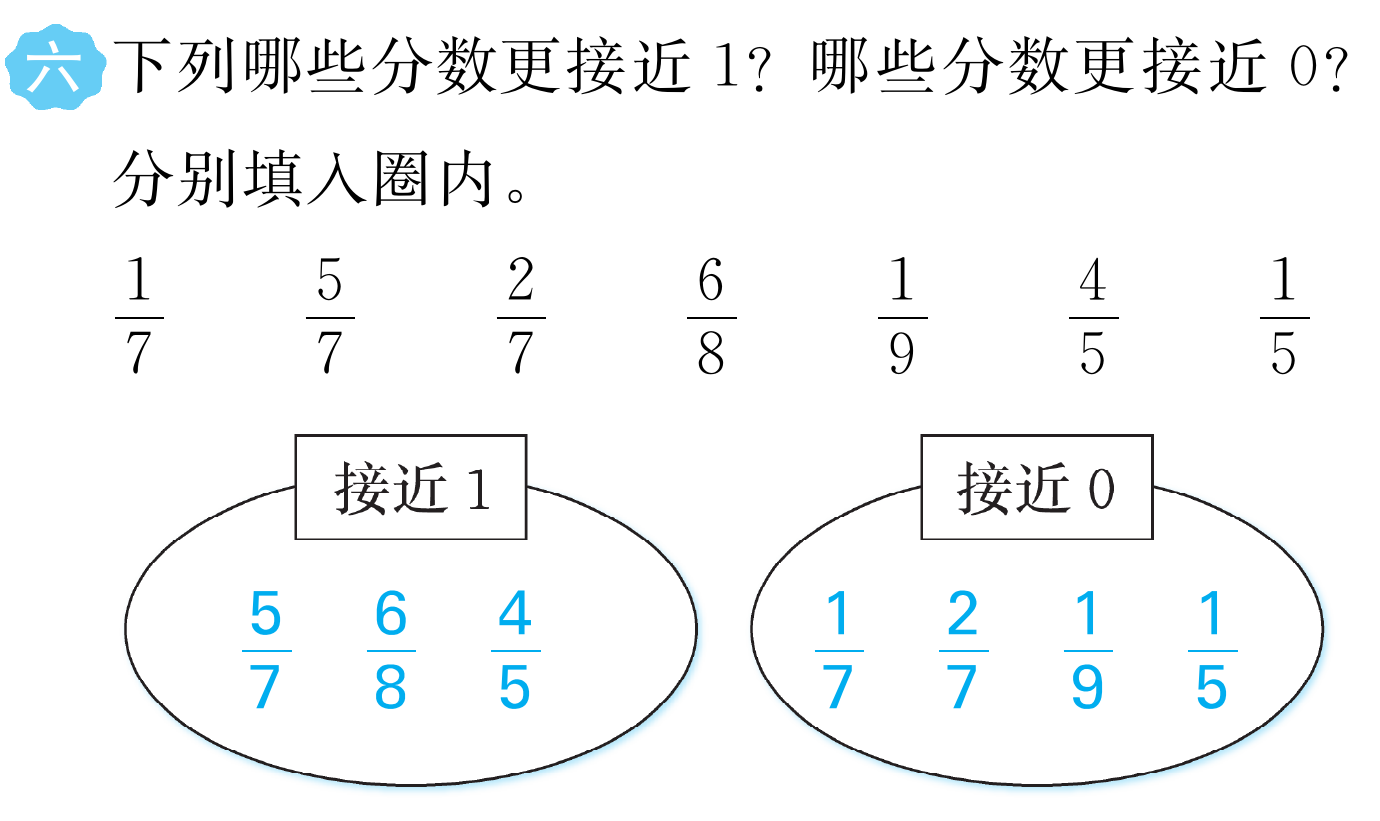 六 下列哪些分数更接近 1？哪些分数更接近 0？
分别填入圈内。
1/7 5/7 2/7 6/8 1/9 4/5 1/5
接近 1 接近 0
5/7 6/8 4/5 1/7 2/7 1/9 1/5